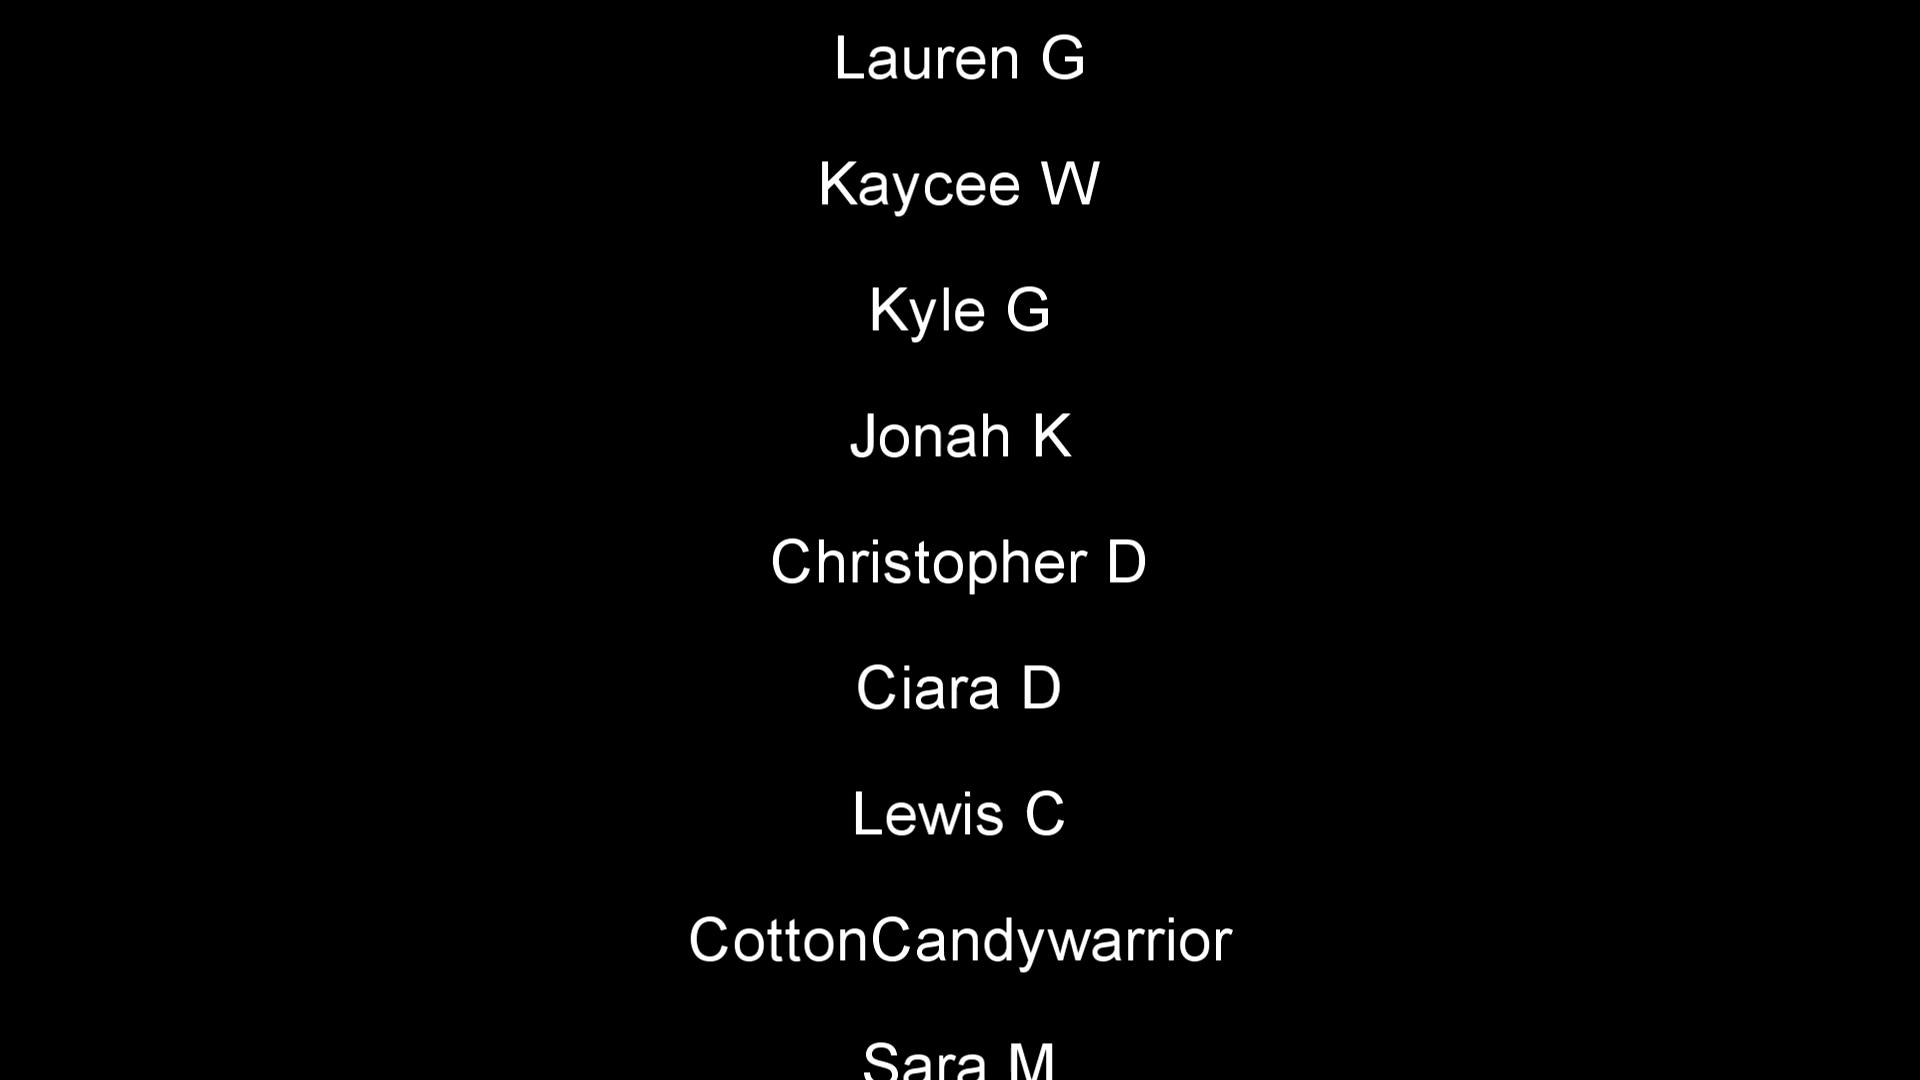 Lauren G
Kaycee W
Kyle G
Jonah K
Christopher D
Ciara D
Lewis C
CottonCandywarrior
Sara M